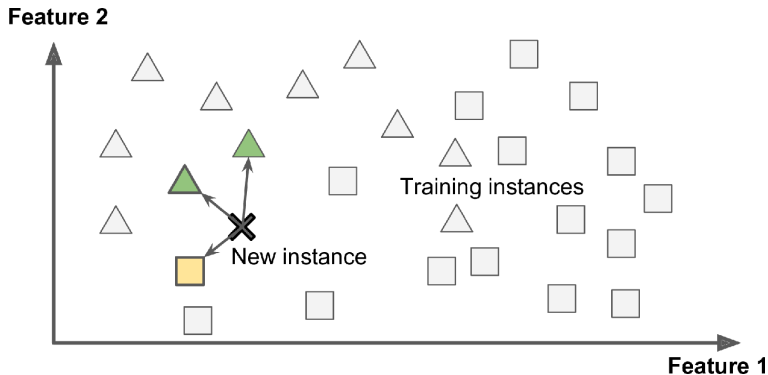 Feature 2
Training instances
New instance
Feature 1